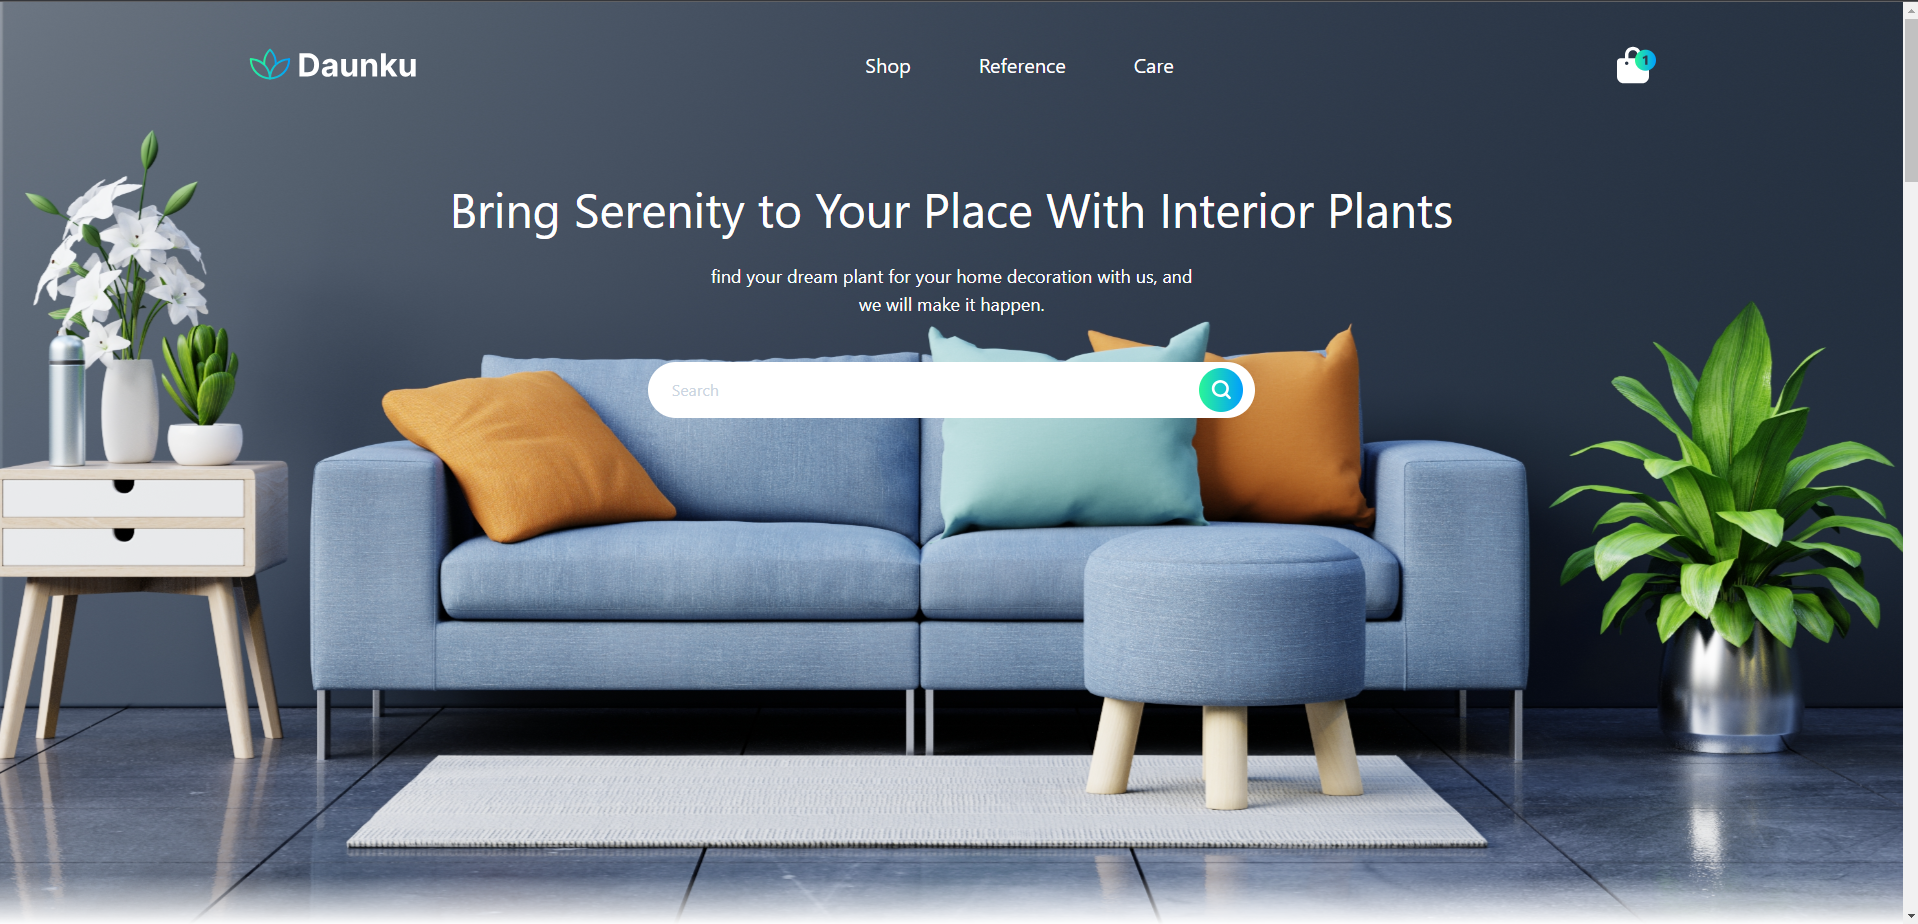 Daunku
Shop
Reference
Care
1
Bring Serenity to Your Place With Interior Plants
find your dream plant for your home decoration with us, and
we will make it happen.
Search